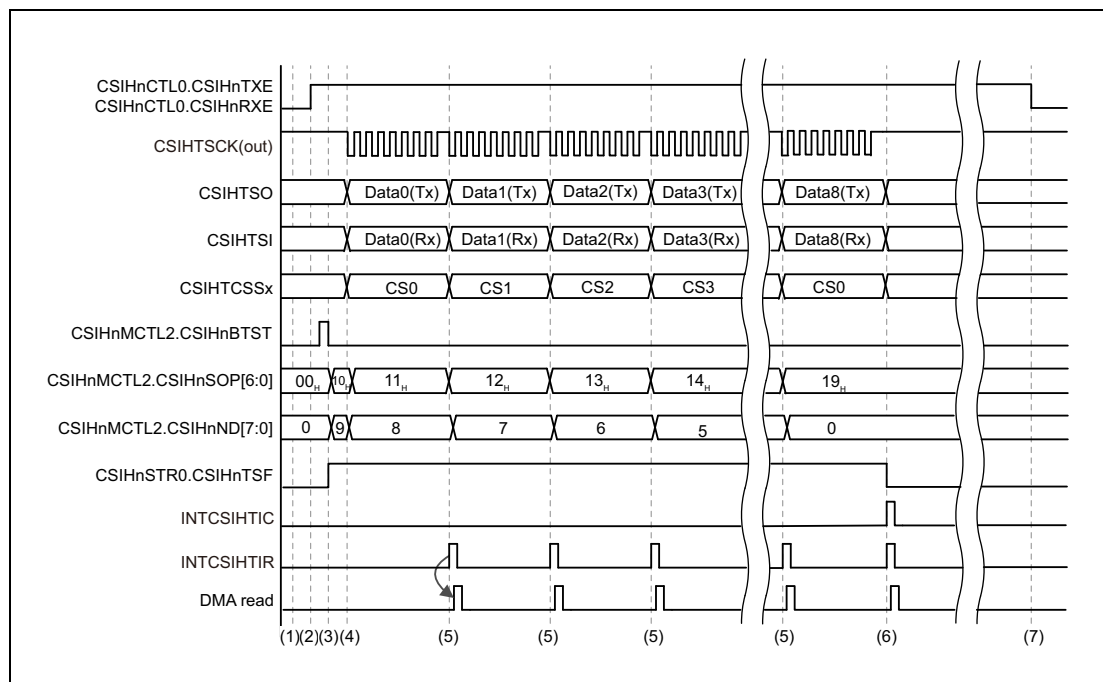 CSIHnCTL0.CSIHnTXE
CSIHnCTL0.CSIHnRXE
CSIHTSCK(out)
CSIHTSO Data0(Tx) Data1(Tx) Data2(Tx) Data3(Tx) Data8(Tx)
CSIHTSI Data0(Rx) Data1(Rx) Data2(Rx) Data3(Rx) Data8(Rx)
CSIHTCSSx CS0 CS1 CS2 CS3 CS0
CSIHnMCTL2.CSIHnBTST
CSIHnMCTL2.CSIHnSOP[6:0] 00H 10H 11H 12H 13H 14H 19H
CSIHnMCTL2.CSIHnND[7:0] 0 9 8 7 6 5 0
CSIHnSTR0.CSIHnTSF
INTCSIHTIC
INTCSIHTIR
DMA read
(1)(2)(3)(4) (5) (5) (5) (5) (6) (7)